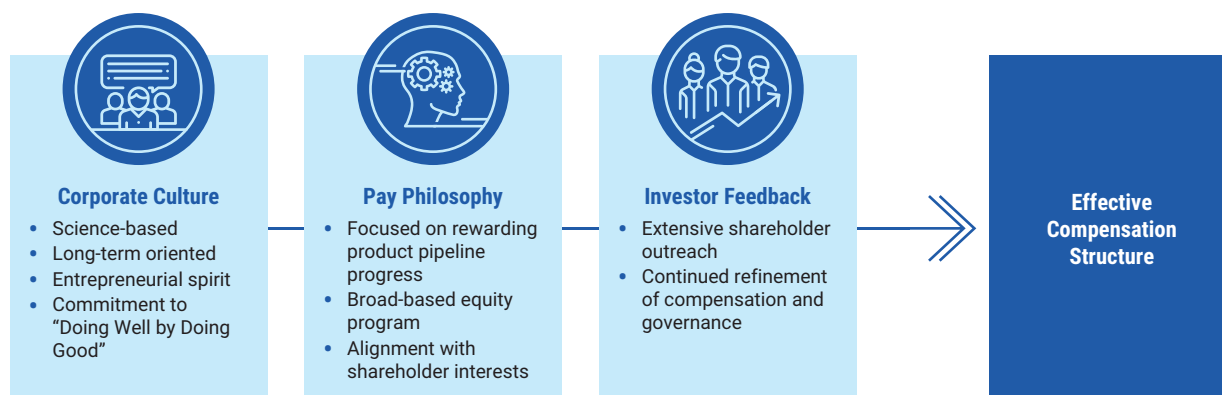 Corporate Culture
• Science-based
• Long-term oriented
• Entrepreneurial spirit
• Commitment to
“Doing Well by Doing
Good”
Pay Philosophy
• Focused on rewarding
product pipeline
progress
• Broad-based equity
program
• Alignment with
shareholder interests
Investor Feedback
• Extensive shareholder
outreach
• Continued refinement
of compensation and
governance
Effective
Compensation
Structure